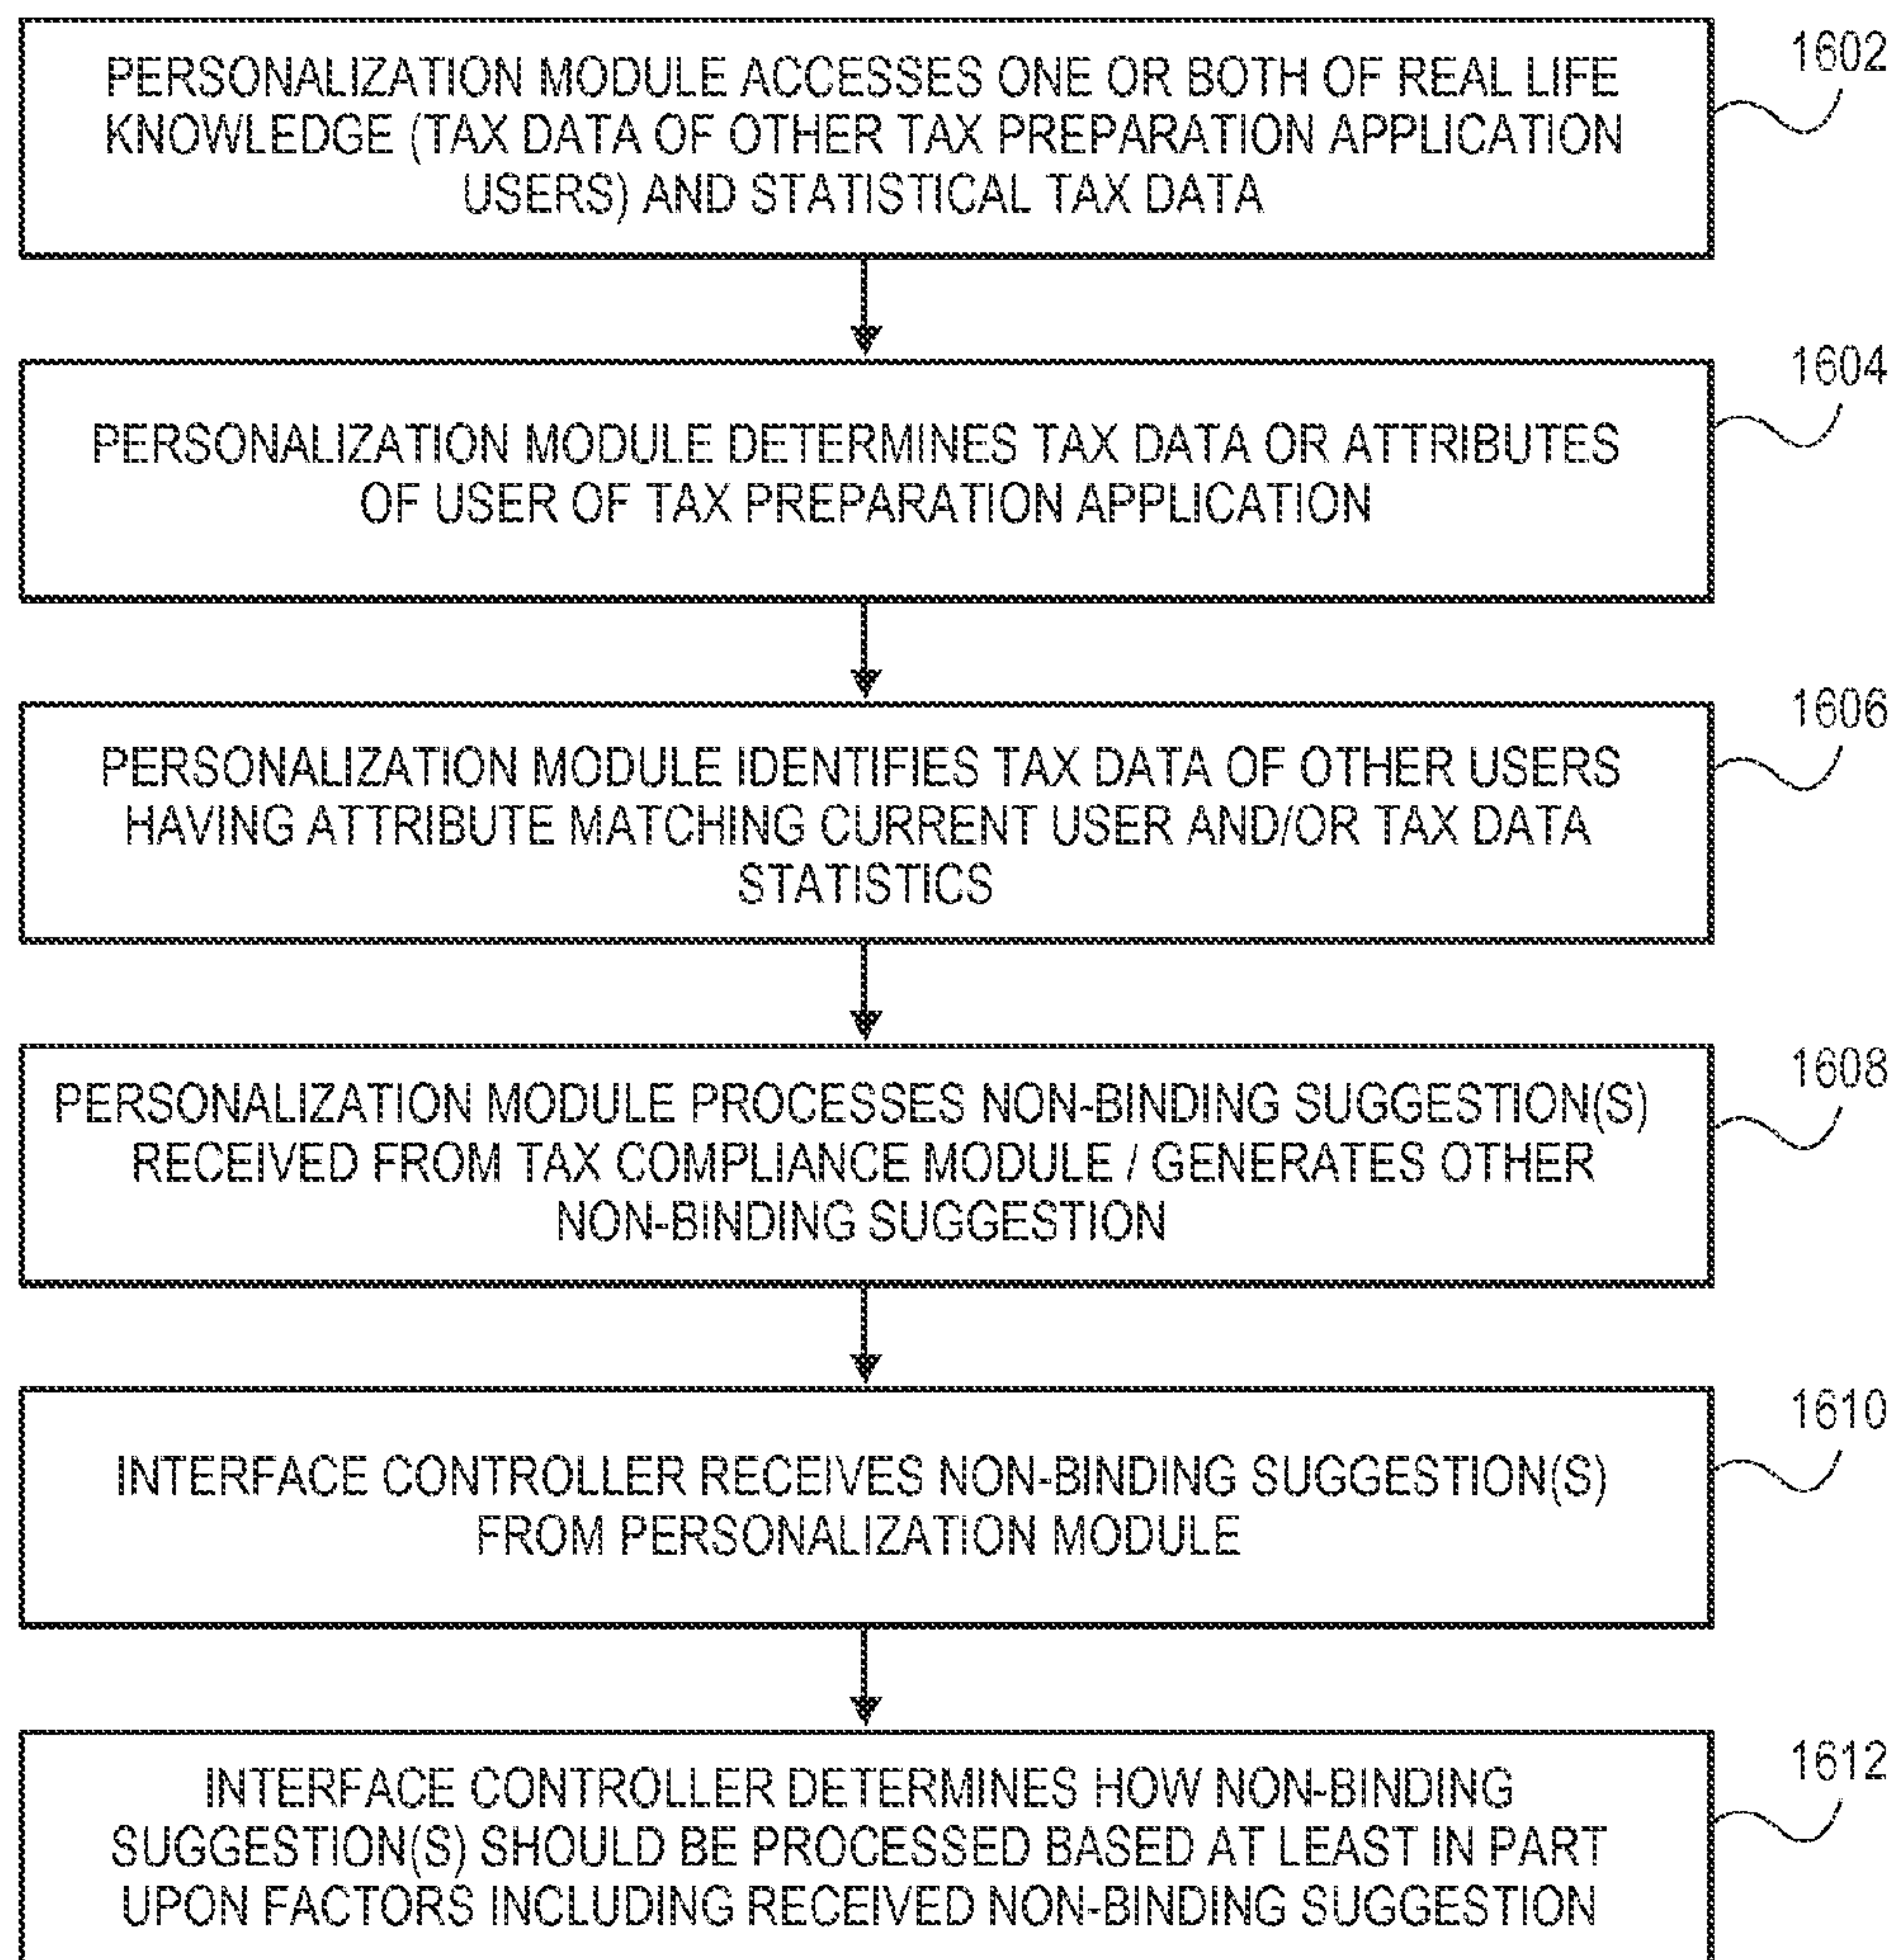 1602
PERSONALIZATION MODULE ACCESSES ONE OR BOTH OF REAL LIFE
KNOWLEDGE (TAX DATA OF OTHER TAX PREPARATION APPLICATION
USERS) AND STATISTICAL TAX DATA
1604
PERSONALIZATION MODULE DETERMINES TAX DATA OR ATTRIBUTES
OF USER OF TAX PREPARATION APPLICATION
1606
PERSONALIZATION MODULE IDENTIFIES TAX DATA OF OTHER USERS
HAVING ATTRIBUTE MATCHING CURRENT USER AND/OR TAX DATA
STATISTICS
1608
PERSONALIZATION MODULE PROCESSES NON-BINDING SUGGESTION(S)
RECEIVED FROM TAX COMPLIANCE MODULE / GENERATES OTHER
NON-BINDING SUGGESTION
1610
INTERFACE CONTROLLER RECEIVES NON-BINDING SUGGESTION(S)
FROM PERSONALIZATION MODULE
1612
INTERFACE CONTROLLER DETERMINES HOW NON-BINDING
SUGGESTION(S) SHOULD BE PROCESSED BASED AT LEAST IN PART
UPON FACTORS INCLUDING RECEIVED NON-BINDING SUGGESTION